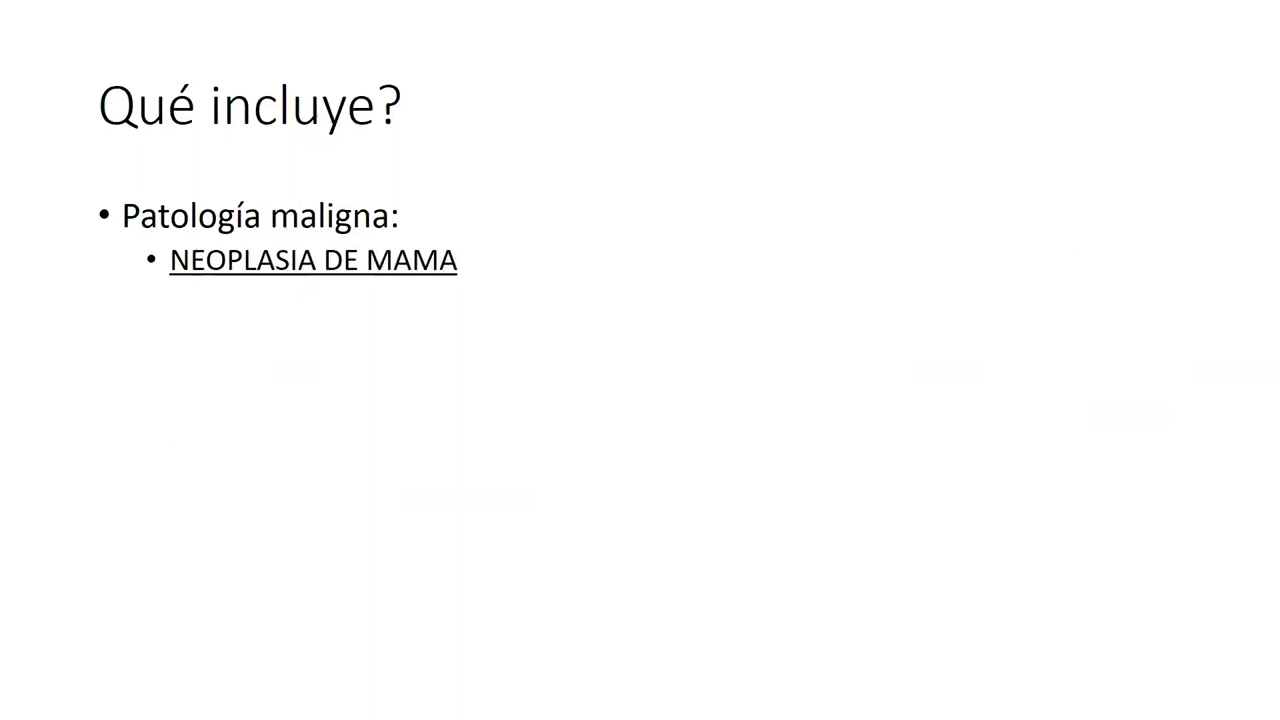 Qué incluye?
• Patología maligna:
• NEOPLASIA DE MAMA